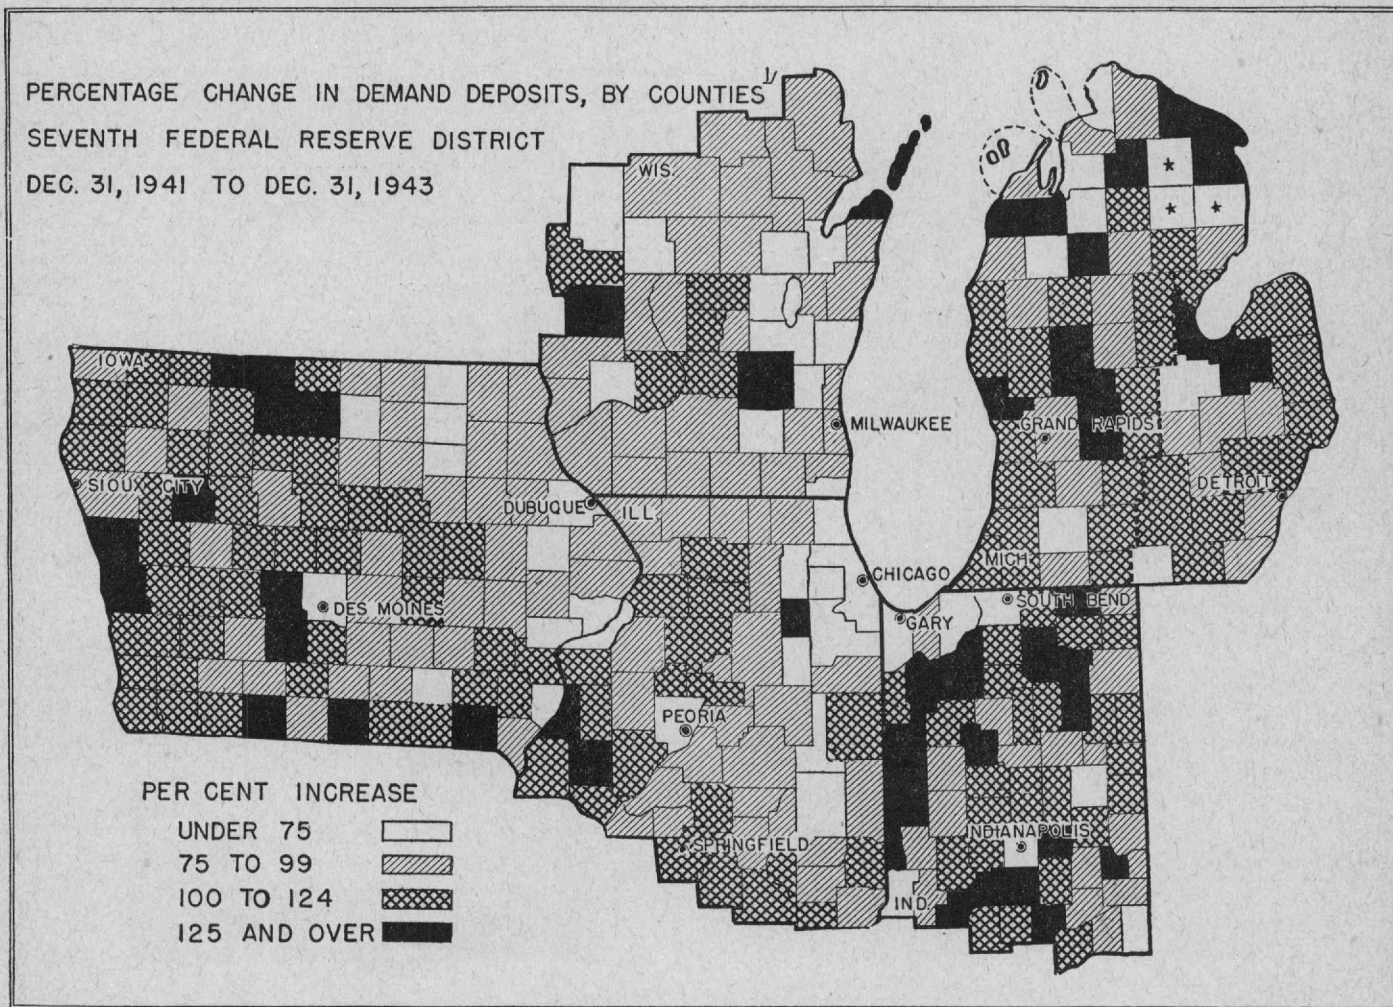 PERCENTAGE CHANGE IN DEMAND DEPOSITS, BY COUNTIES 1/
SEVENTH FEDERAL RESERVE DISTRICT
DEC. 31, 1941 TO DEC. 31, 1943
WIS.
*
* *
IOWA
MILWAUKEE
GRAND RAPIDS
SIOUX CITY
DETROIT
DUBUQUE
ILL.
MICH.
CHICAGO
DES MOINES
SOUTH BEND
GARY
PEORIA
PER CENT INCREASE
UNDER 75
75 TO 99
100 TO 124
125 AND OVER
INDIANAPOLIS
SPRINGFIELD
IND.